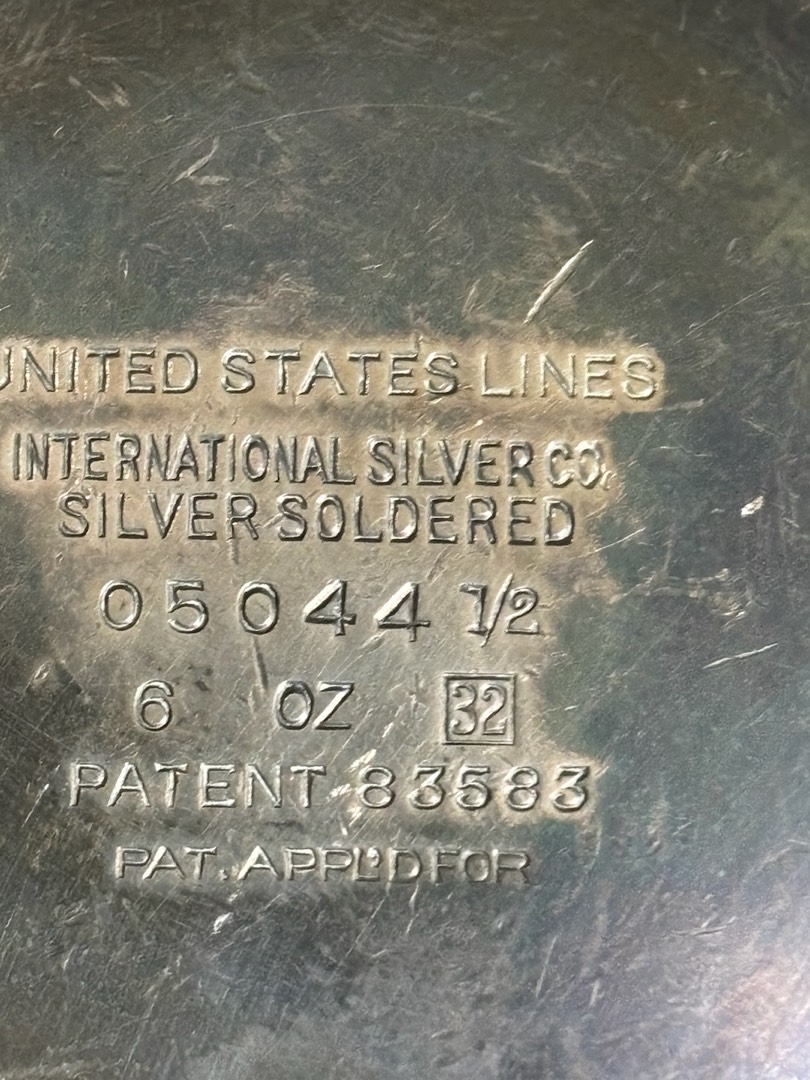 UNITED STATES LINES
INTERNATIONAL SILVER CO.
SILVER SOLDERED
05044 1/2
6 OZ 32
PATENT 83583
PAT. APPL'D FOR